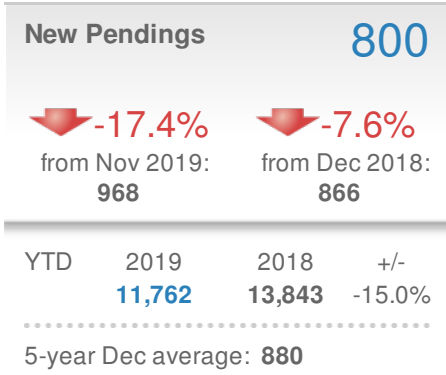 New Pendings 800
-17.4% -7.6%
from Nov 2019: from Dec 2018:
968 866
YTD 2019 2018 +/-
11,762 13,843 -15.0%
5-year Dec average: 880